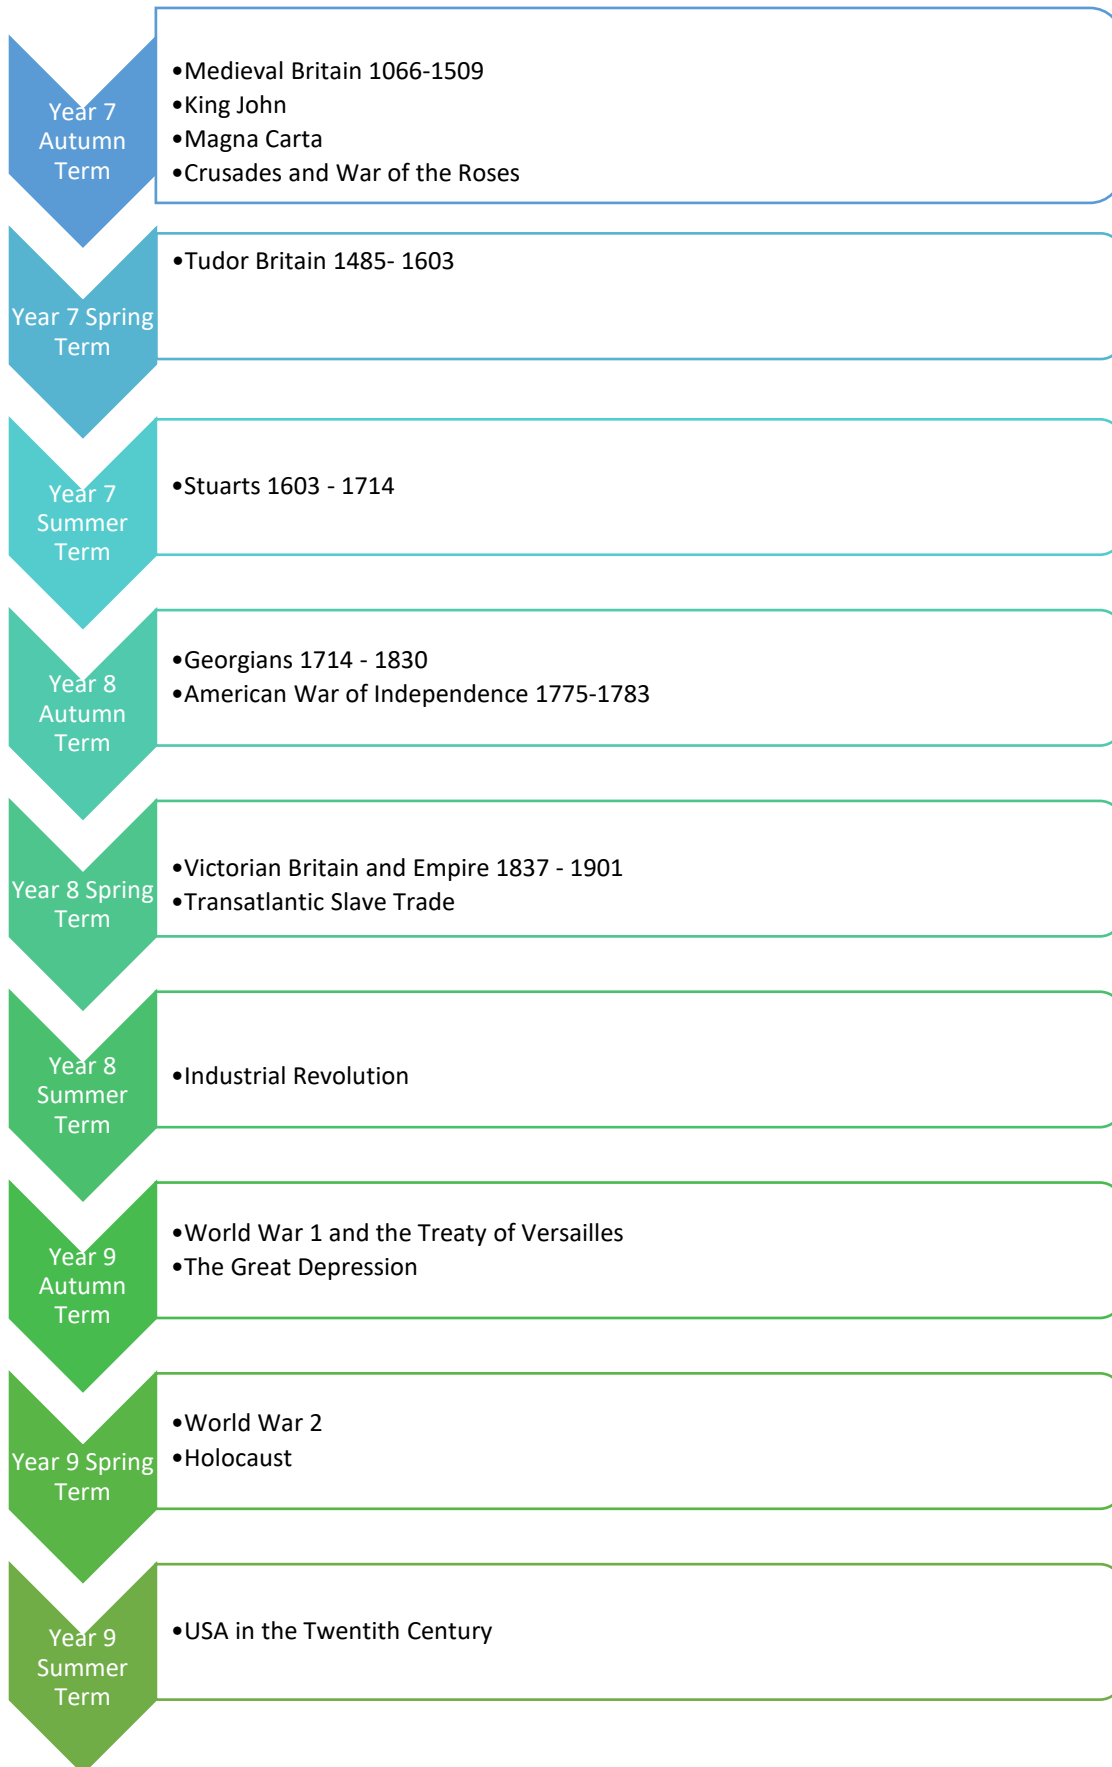 Year 7
Autumn
Term
•Medieval Britain 1066-1509
•King John
•Magna Carta
•Crusades and War of the Roses
Year 7 Spring
Term
•Tudor Britain 1485- 1603
Year 7
Summer
Term
•Stuarts 1603 - 1714
Year 8
Autumn
Term
•Georgians 1714 - 1830
•American War of Independence 1775-1783
Year 8 Spring
Term
•Victorian Britain and Empire 1837 - 1901
•Transatlantic Slave Trade
Year 8
Summer
Term
•Industrial Revolution
Year 9
Autumn
Term
•World War 1 and the Treaty of Versailles
•The Great Depression
Year 9 Spring
Term
•World War 2
•Holocaust
Year 9
Summer
Term
•USA in the Twentith Century